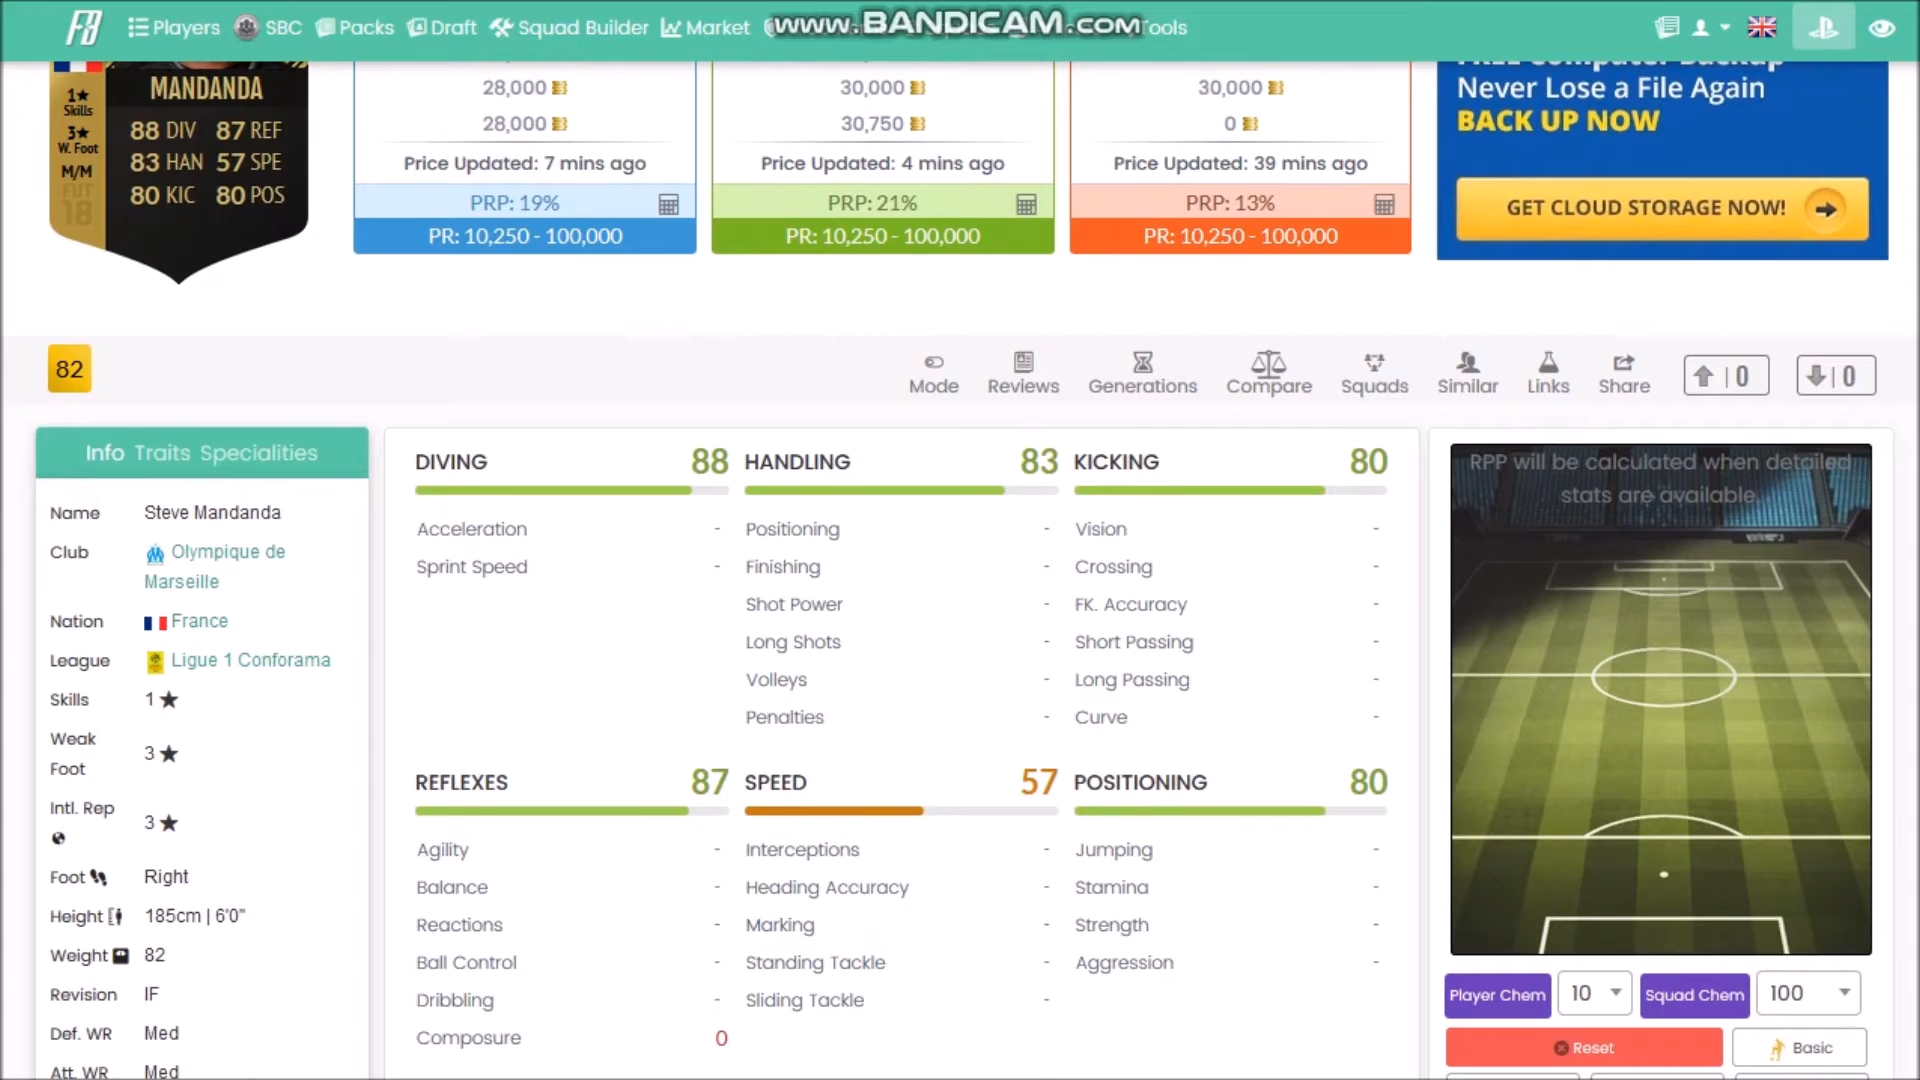 Players SBC Packs Draft Squad Builder Market Tools
www.BANDICAM.com
MANDANDA
1★
Skills
3★
W. Foot
M/M
FUT
18
88 DIV 87 REF
83 HAN 57 SPE
80 KIC 80 POS
28,000
28,000
Price Updated: 7 mins ago
PRP: 19%
PR: 10,250 - 100,000
30,000
30,750
Price Updated: 4 mins ago
PRP: 21%
PR: 10,250 - 100,000
30,000
0
Price Updated: 39 mins ago
PRP: 13%
PR: 10,250 - 100,000
FREE Computer Backup
Never Lose a File Again
BACK UP NOW
GET CLOUD STORAGE NOW!
82
Mode Reviews Generations Compare Squads Similar Links Share | 0 | 0
Info Traits Specialities
Name Steve Mandanda
Club Olympique de
Marseille
Nation France
League Ligue 1 Conforama
Skills 1 ★
Weak
Foot 3 ★
Intl. Rep 3 ★
Foot Right
Height 185cm | 6'0"
Weight 82
Revision IF
Def. WR Med
Att. WR Med
DIVING 88
Acceleration -
Sprint Speed -
HANDLING 83
Positioning -
Finishing -
Shot Power -
Long Shots -
Volleys -
Penalties -
KICKING 80
Vision -
Crossing -
FK. Accuracy -
Short Passing -
Long Passing -
Curve -
REFLEXES 87
Agility -
Balance -
Reactions -
Ball Control -
Dribbling -
Composure 0
SPEED 57
Interceptions -
Heading Accuracy -
Marking -
Standing Tackle -
Sliding Tackle -
POSITIONING 80
Jumping -
Stamina -
Strength -
Aggression -
RPP will be calculated when detailed
stats are available.
Player Chem 10 Squad Chem 100
Reset Basic